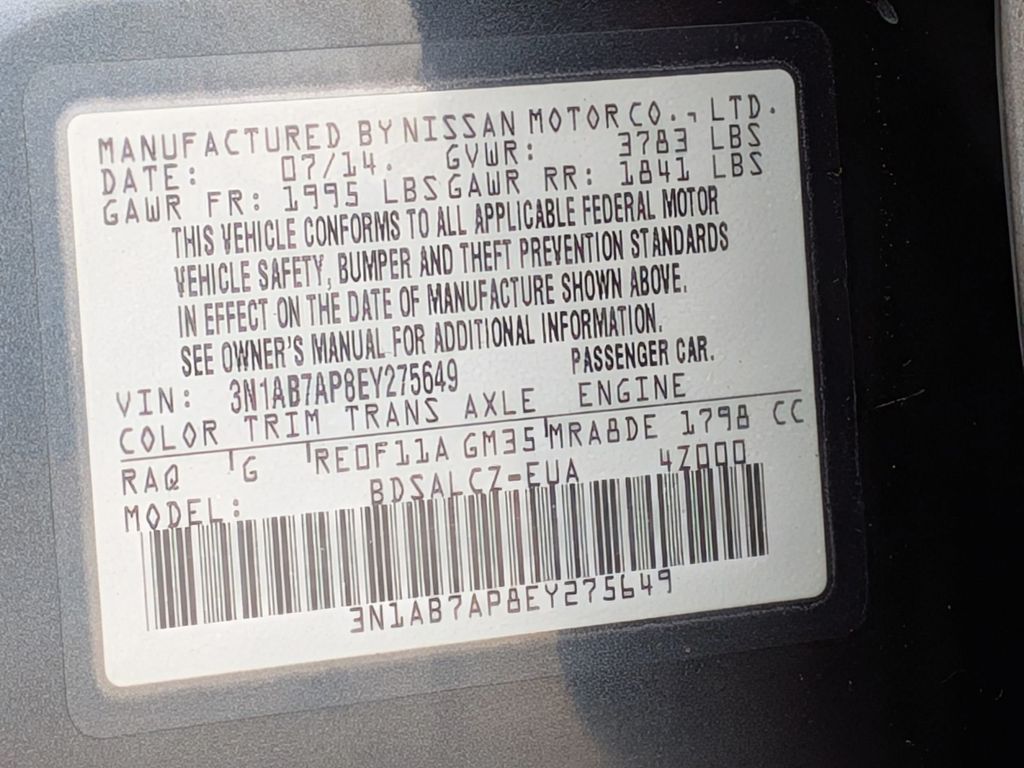 MANUFACTURED BY NISSAN MOTOR CO., LTD.
DATE: 07/14. GVWR: 3783 LBS
GAWR FR: 1995 LBS GAWR RR: 1841 LBS
THIS VEHICLE CONFORMS TO ALL APPLICABLE FEDERAL MOTOR
VEHICLE SAFETY, BUMPER AND THEFT PREVENTION STANDARDS
IN EFFECT ON THE DATE OF MANUFACTURE SHOWN ABOVE.
SEE OWNER'S MANUAL FOR ADDITIONAL INFORMATION.
VIN: 3N1AB7AP8EY275649 PASSENGER CAR.
COLOR TRIM TRANS AXLE ENGINE
RAQ G RE0F11A GM35 MRA8DE 1798 CC
MODEL: BDSALCZ-EUA 4Z000
3N1AB7AP8EY275649